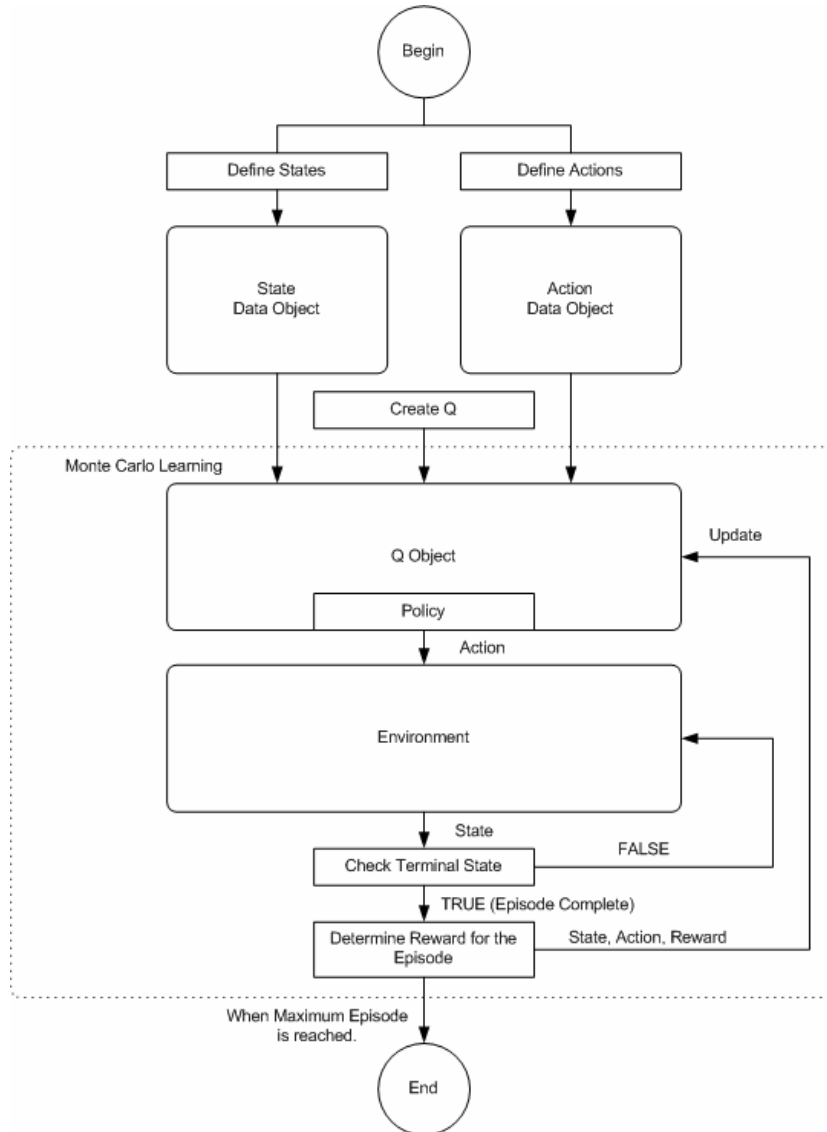 Begin
Define States
Define Actions
State
Data Object
Action
Data Object
Create Q
Monte Carlo Learning
Q Object
Update
Policy
Action
Environment
State
FALSE
Check Terminal State
TRUE (Episode Complete)
Determine Reward for the
Episode
State, Action, Reward
When Maximum Episode
is reached.
End